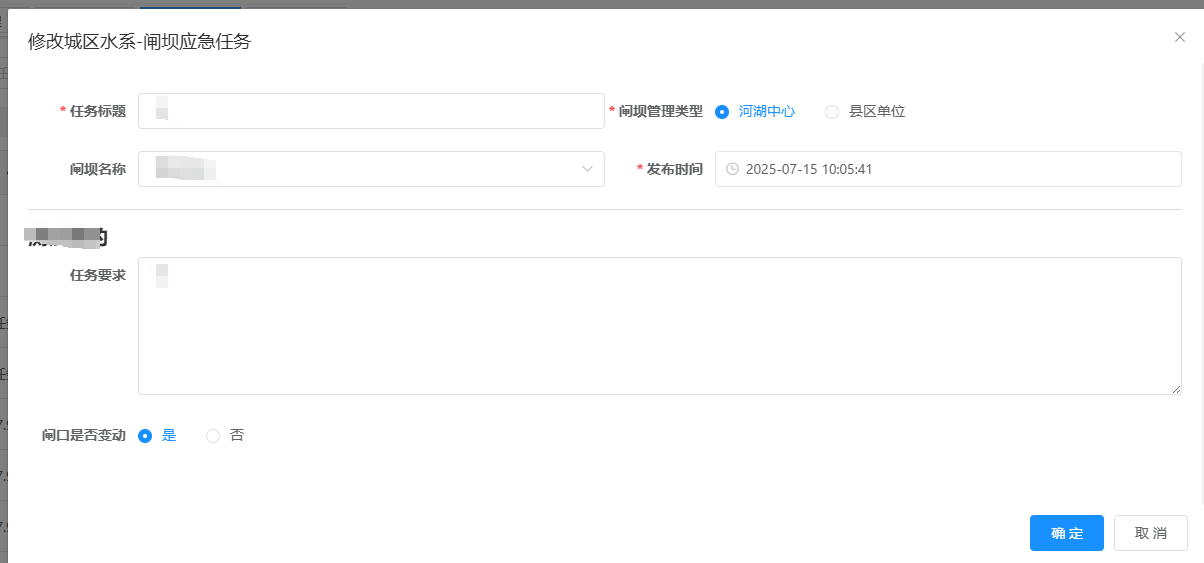 修改城区水系-闸坝应急任务
* 任务标题
* 闸坝管理类型 河湖中心 县区单位
闸坝名称
* 发布时间 2025-07-15 10:05:41
的
任务要求
闸口是否变动 是 否
确 定 取 消